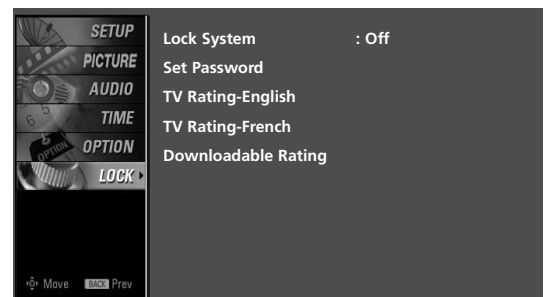 SETUP
PICTURE
AUDIO
TIME
OPTION
LOCK
Move BACK Prev
Lock System : Off
Set Password
TV Rating-English
TV Rating-French
Downloadable Rating